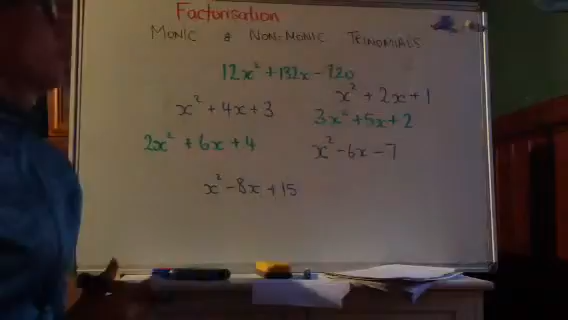 Factorisation
MONIC & NON-MONIC TRINOMIALS
12x² + 132x - 720
x² + 2x + 1
x² + 4x + 3
3x² + 5x + 2
2x² + 6x + 4
x² - 6x - 7
x² - 8x + 15